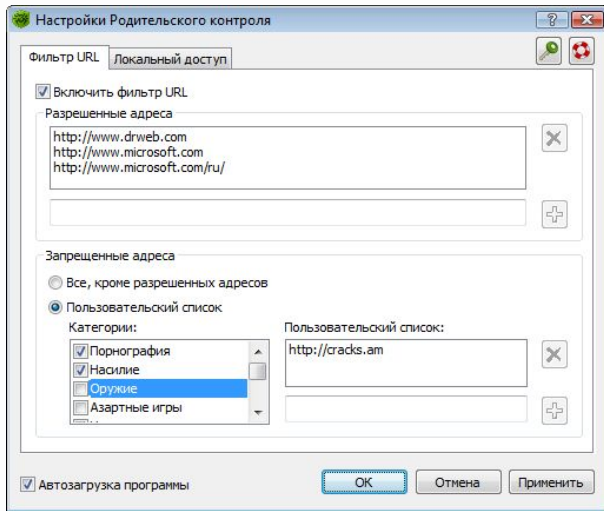 Настройки Родительского контроля
Фильтр URL
Локальный доступ
Включить фильтр URL
Разрешенные адреса
http://www.drweb.com
http://www.microsoft.com
http://www.microsoft.com/ru/
Запрещенные адреса
Все, кроме разрешенных адресов
Пользовательский список
Категории:
Пользовательский список:
Порнография
Насилие
Оружие
Азартные игры
http://cracks.am
Автозагрузка программы
OK
Отмена
Применить